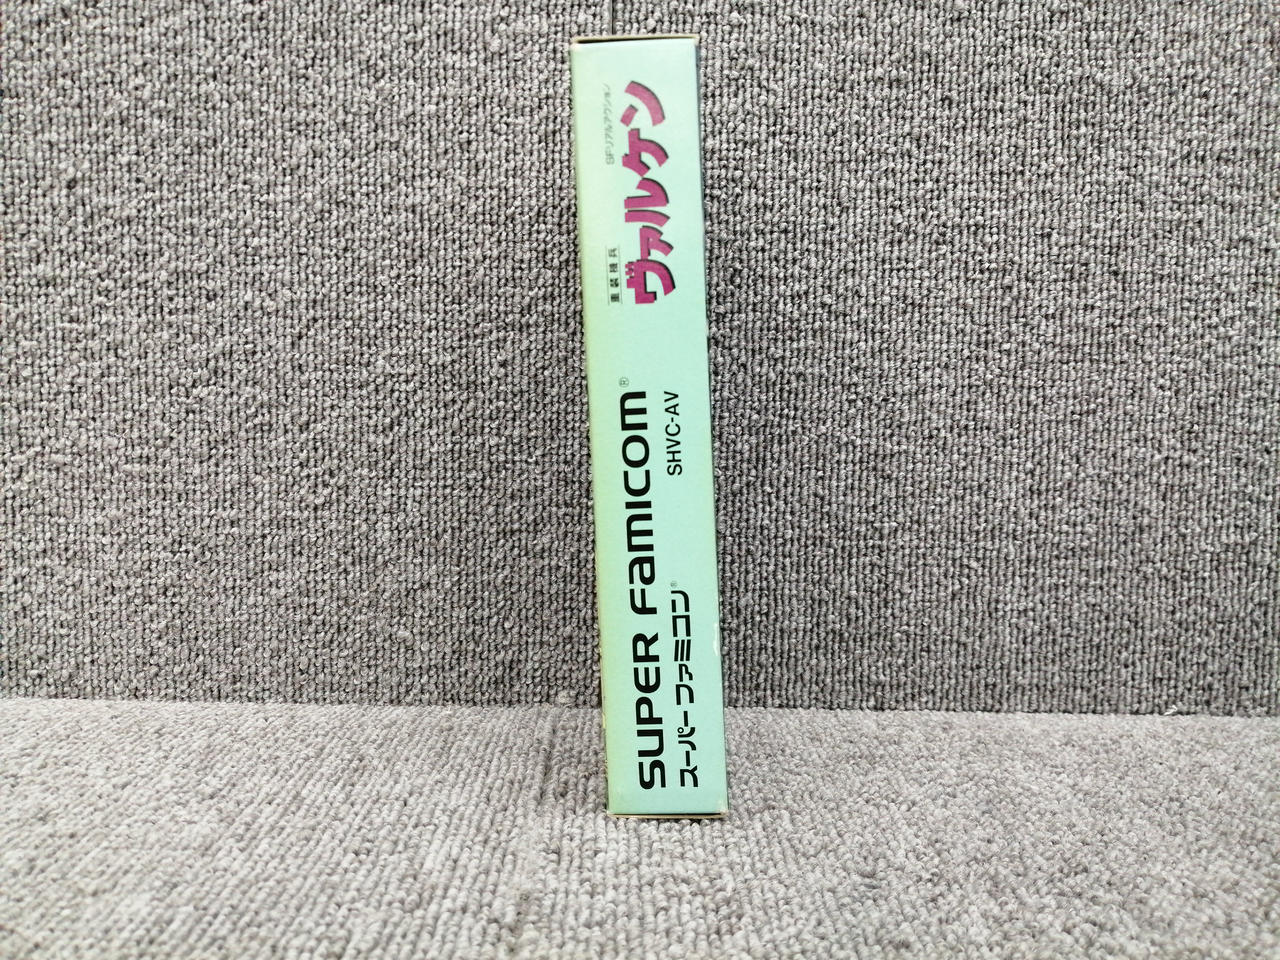 SUPER FAMICOM®
スーパー ファミコン®
SHVC-AV
重装機兵
ヴァルケン
SFリアルアクション